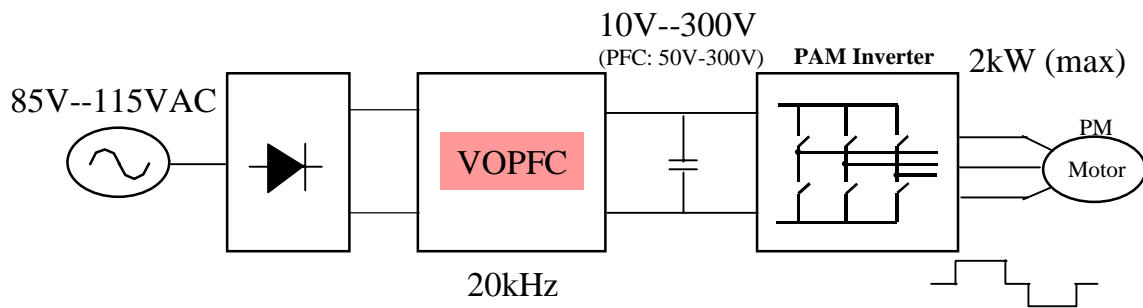 10V--300V
(PFC: 50V-300V)
PAM Inverter
2kW (max)
85V--115VAC
VOPFC
PM
Motor
20kHz